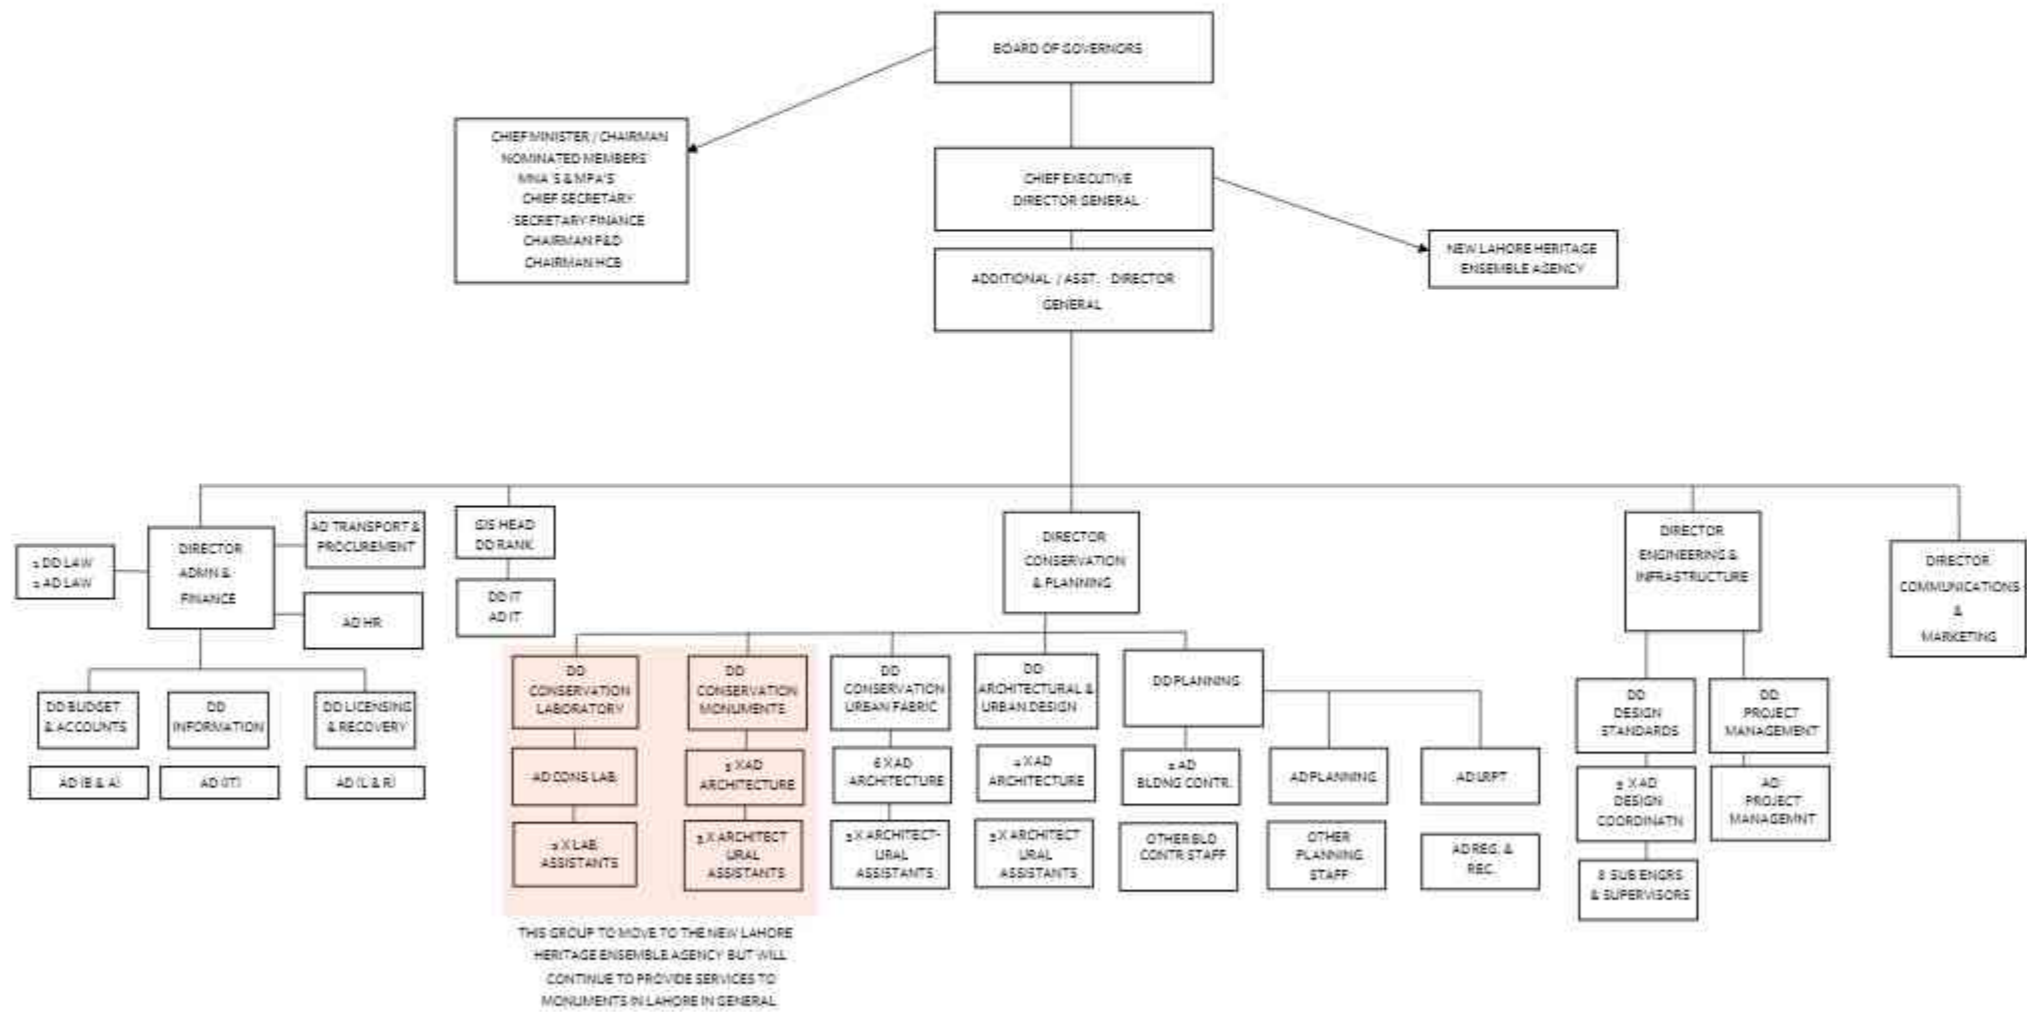 BOARD OF GOVERNORS
CHIEF MINISTER / CHAIRMAN
NOMINATED MEMBERS
MNA'S & MPA'S
CHIEF SECRETARY
SECRETARY FINANCE
CHAIRMAN P&D
CHAIRMAN HCB
CHIEF EXECUTIVE
DIRECTOR GENERAL
NEW LAHORE HERITAGE
ENSEMBLE AGENCY
ADDITIONAL / ASST. DIRECTOR
GENERAL
DD LAW
AD LAW
DIRECTOR
ADMN &
FINANCE
AD TRANSPORT &
PROCUREMENT
AD HR
GIS HEAD
DD RANK
DD IT
AD IT
DIRECTOR
CONSERVATION
& PLANNING
DIRECTOR
ENGINEERING &
INFRASTRUCTURE
DIRECTOR
COMMUNICATIONS
&
MARKETING
DD BUDGET
& ACCOUNTS
DD
INFORMATION
DD LICENSING
& RECOVERY
AD (B & A)
AD (IT)
AD (L & R)
DD
CONSERVATION
LABORATORY
AD CONS LAB.
X LAB.
ASSISTANTS
DD
CONSERVATION
MONUMENTS
XAD
ARCHITECTURE
X ARCHITECT
URAL
ASSISTANTS
DD
CONSERVATION
URBAN FABRIC
6 X AD
ARCHITECTURE
X ARCHITECT-
URAL
ASSISTANTS
DD
ARCHITECTURAL &
URBAN DESIGN
X AD
ARCHITECTURE
X ARCHITECT
URAL
ASSISTANTS
DD PLANNING
AD
BLDNG CONTR.
OTHER BLD
CONTR STAFF
AD PLANNING
OTHER
PLANNING
STAFF
AD URPT
AD REG. &
REC.
DD
DESIGN
STANDARDS
X AD
DESIGN
COORDINATN
8 SUB ENGRS
& SUPERVISORS
DD
PROJECT
MANAGEMENT
AD
PROJECT
MANAGEMNT
THIS GROUP TO MOVE TO THE NEW LAHORE
HERITAGE ENSEMBLE AGENCY BUT WILL
CONTINUE TO PROVIDE SERVICES TO
MONUMENTS IN LAHORE IN GENERAL